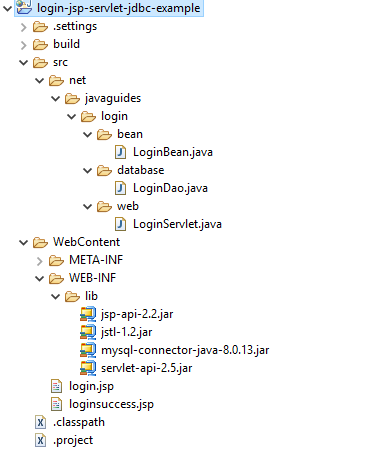 login-jsp-servlet-jdbc-example
.settings
build
src
net
javaguides
login
bean
LoginBean.java
database
LoginDao.java
web
LoginServlet.java
WebContent
META-INF
WEB-INF
lib
jsp-api-2.2.jar
jstl-1.2.jar
mysql-connector-java-8.0.13.jar
servlet-api-2.5.jar
login.jsp
loginsuccess.jsp
.classpath
.project